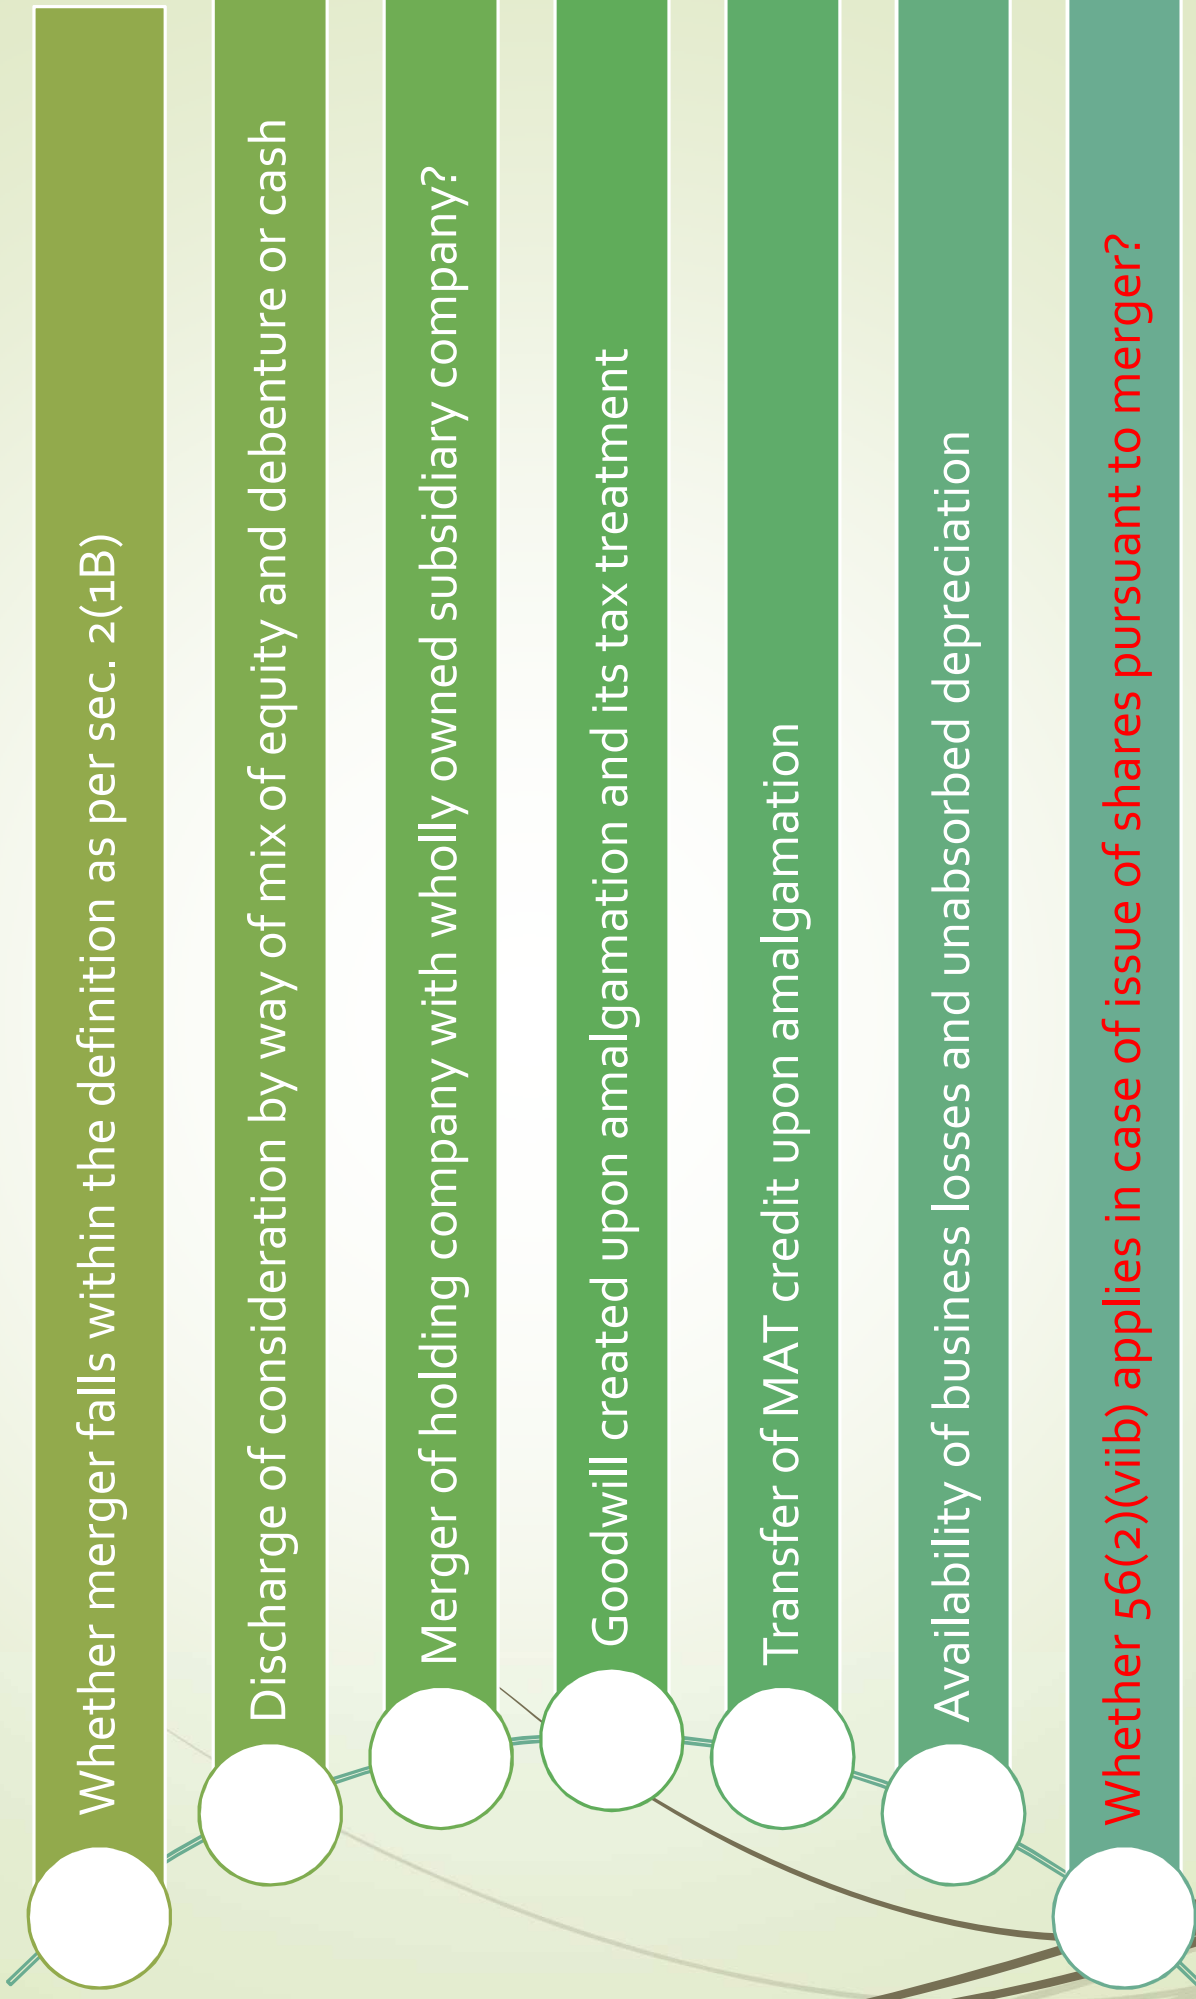 Whether merger falls within the definition as per sec. 2(1B)
Discharge of consideration by way of mix of equity and debenture or cash
Merger of holding company with wholly owned subsidiary company?
Goodwill created upon amalgamation and its tax treatment
Transfer of MAT credit upon amalgamation
Availability of business losses and unabsorbed depreciation
Whether 56(2)(viib) applies in case of issue of shares pursuant to merger?